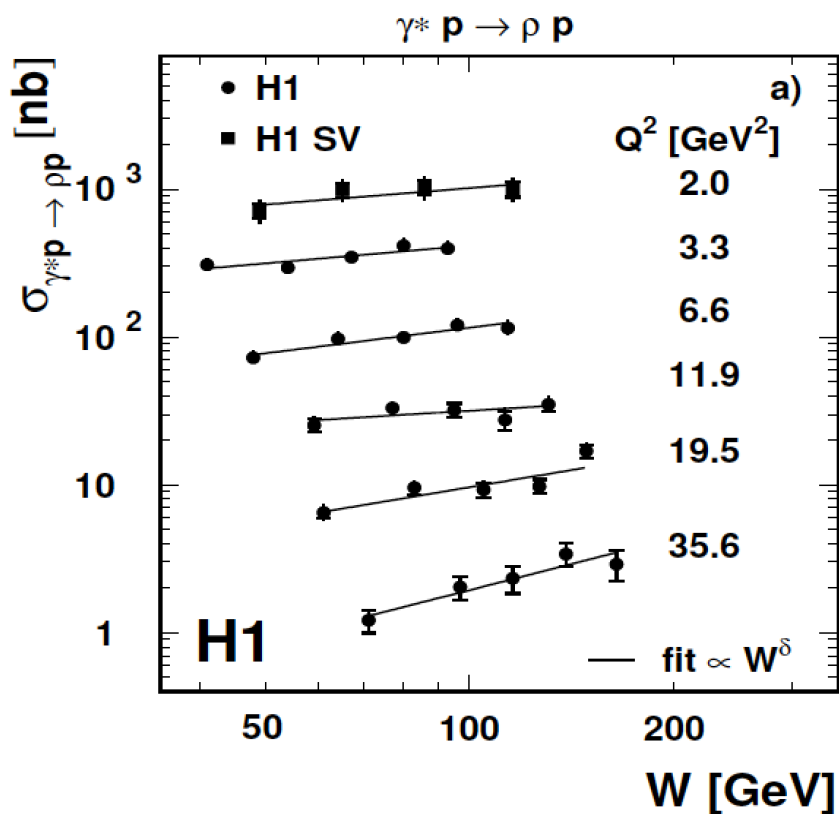 γ* p → ρ p
σγ*p → ρp [nb]
H1
H1 SV
a)
Q² [GeV²]
2.0
3.3
6.6
11.9
19.5
35.6
10³
10²
10
1
H1
fit ∝ W^δ
50 100 200
W [GeV]